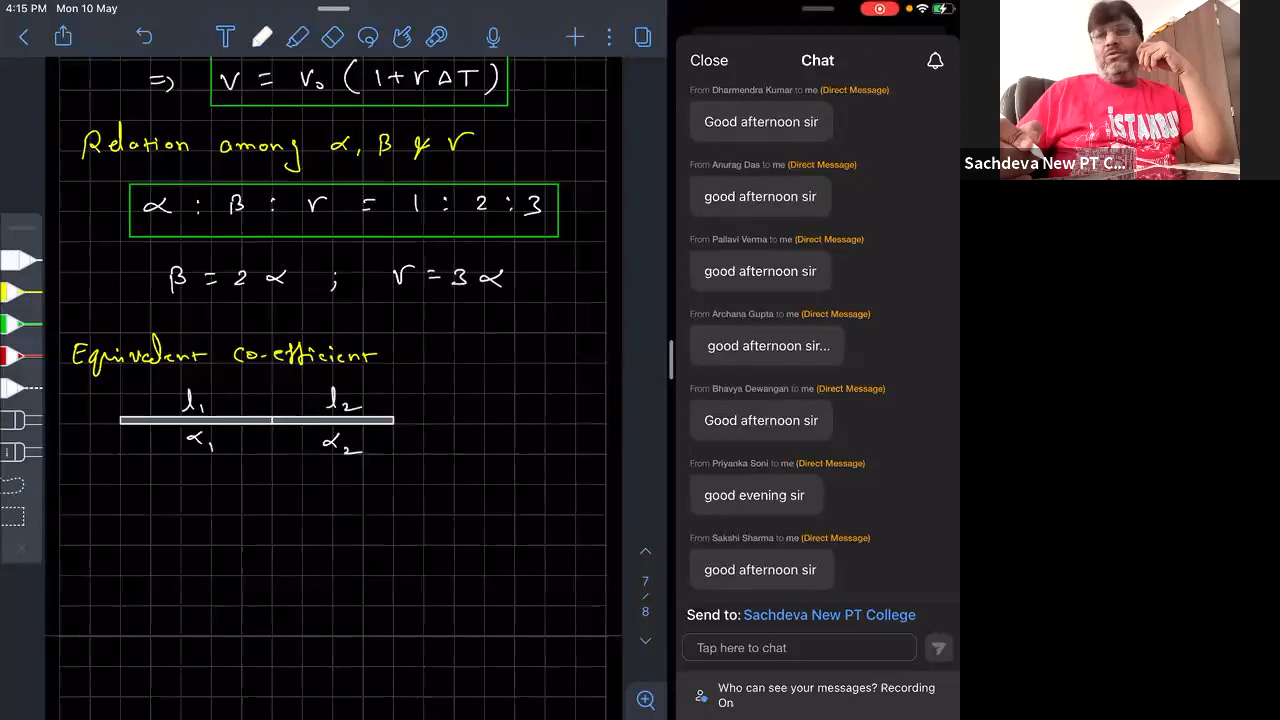 4:15 PM Mon 10 May
=> V = V₀ ( 1 + γ Δ T )
Relation among α, β & γ
α : β : γ = 1 : 2 : 3
β = 2 α ; γ = 3 α
Equivalent co-efficient
l₁ l₂
α₁ α₂
7
/
8
Close Chat
From Dharmendra Kumar to me (Direct Message)
Good afternoon sir
From Anurag Das to me (Direct Message)
good afternoon sir
From Pallavi Verma to me (Direct Message)
good afternoon sir
From Archana Gupta to me (Direct Message)
good afternoon sir...
From Bhavya Dewangan to me (Direct Message)
Good afternoon sir
From Priyanka Soni to me (Direct Message)
good evening sir
From Sakshi Sharma to me (Direct Message)
good afternoon sir
Send to: Sachdeva New PT College
Tap here to chat
Who can see your messages? Recording
On
İSTANBUL
Sachdeva New PT C...